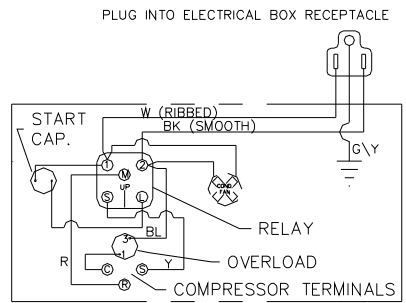 PLUG INTO ELECTRICAL BOX RECEPTACLE
W (RIBBED)
BK (SMOOTH)
START
CAP.
G\Y
1
2
M
UP
COND
FAN
S
L
RELAY
BL
3
1
OVERLOAD
R
C
S
Y
R
COMPRESSOR TERMINALS